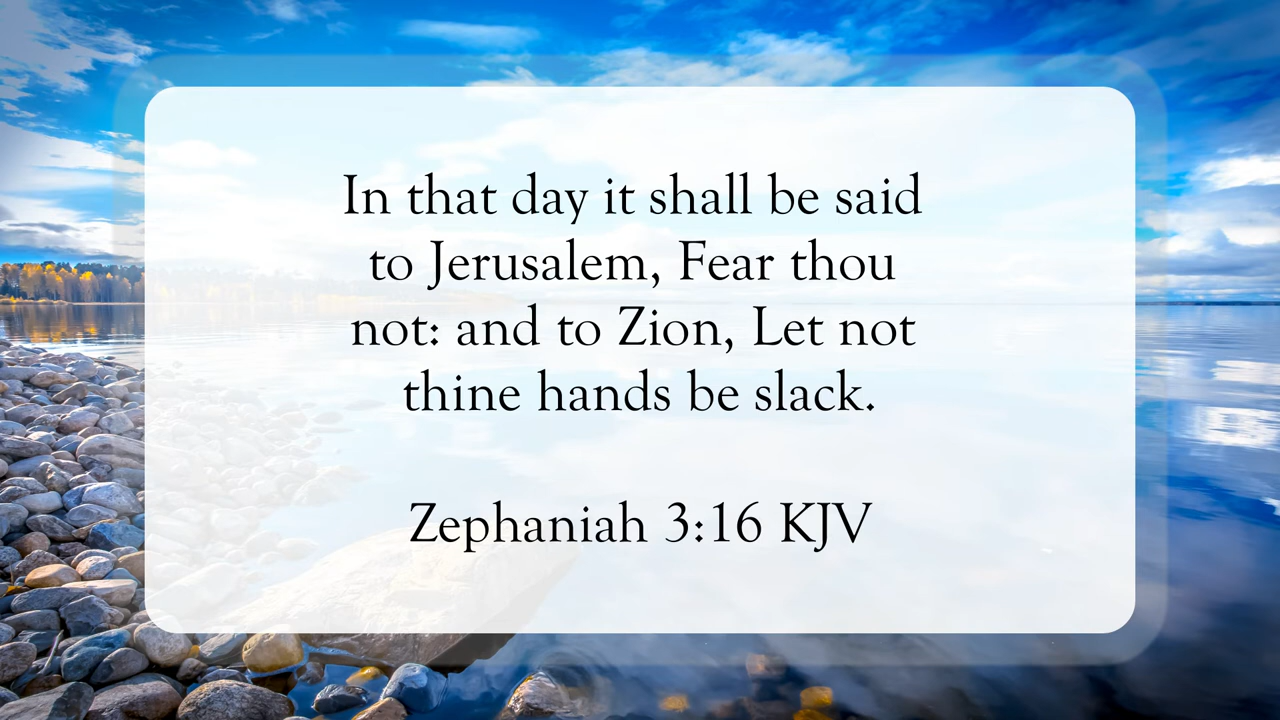 In that day it shall be said
to Jerusalem, Fear thou
not: and to Zion, Let not
thine hands be slack.
Zephaniah 3:16 KJV